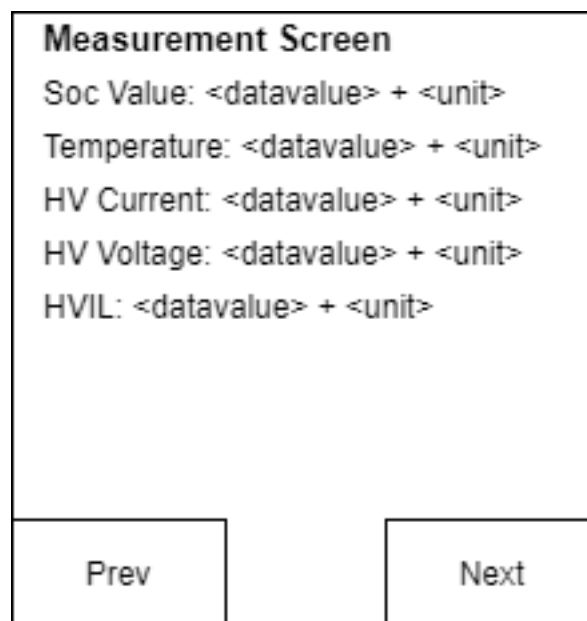 Measurement Screen
Soc Value: <datavalue> + <unit>
Temperature: <datavalue> + <unit>
HV Current: <datavalue> + <unit>
HV Voltage: <datavalue> + <unit>
HVIL: <datavalue> + <unit>
Prev
Next